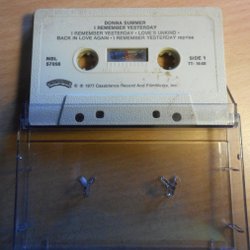 DONNA SUMMER
I REMEMBER YESTERDAY
I REMEMBER YESTERDAY • LOVE'S UNKIND •
BACK IN LOVE AGAIN • I REMEMBER YESTERDAY reprise
NBL
SIDE 1
℗ © 1977 Casablanca Record And FilmWorks, Inc.